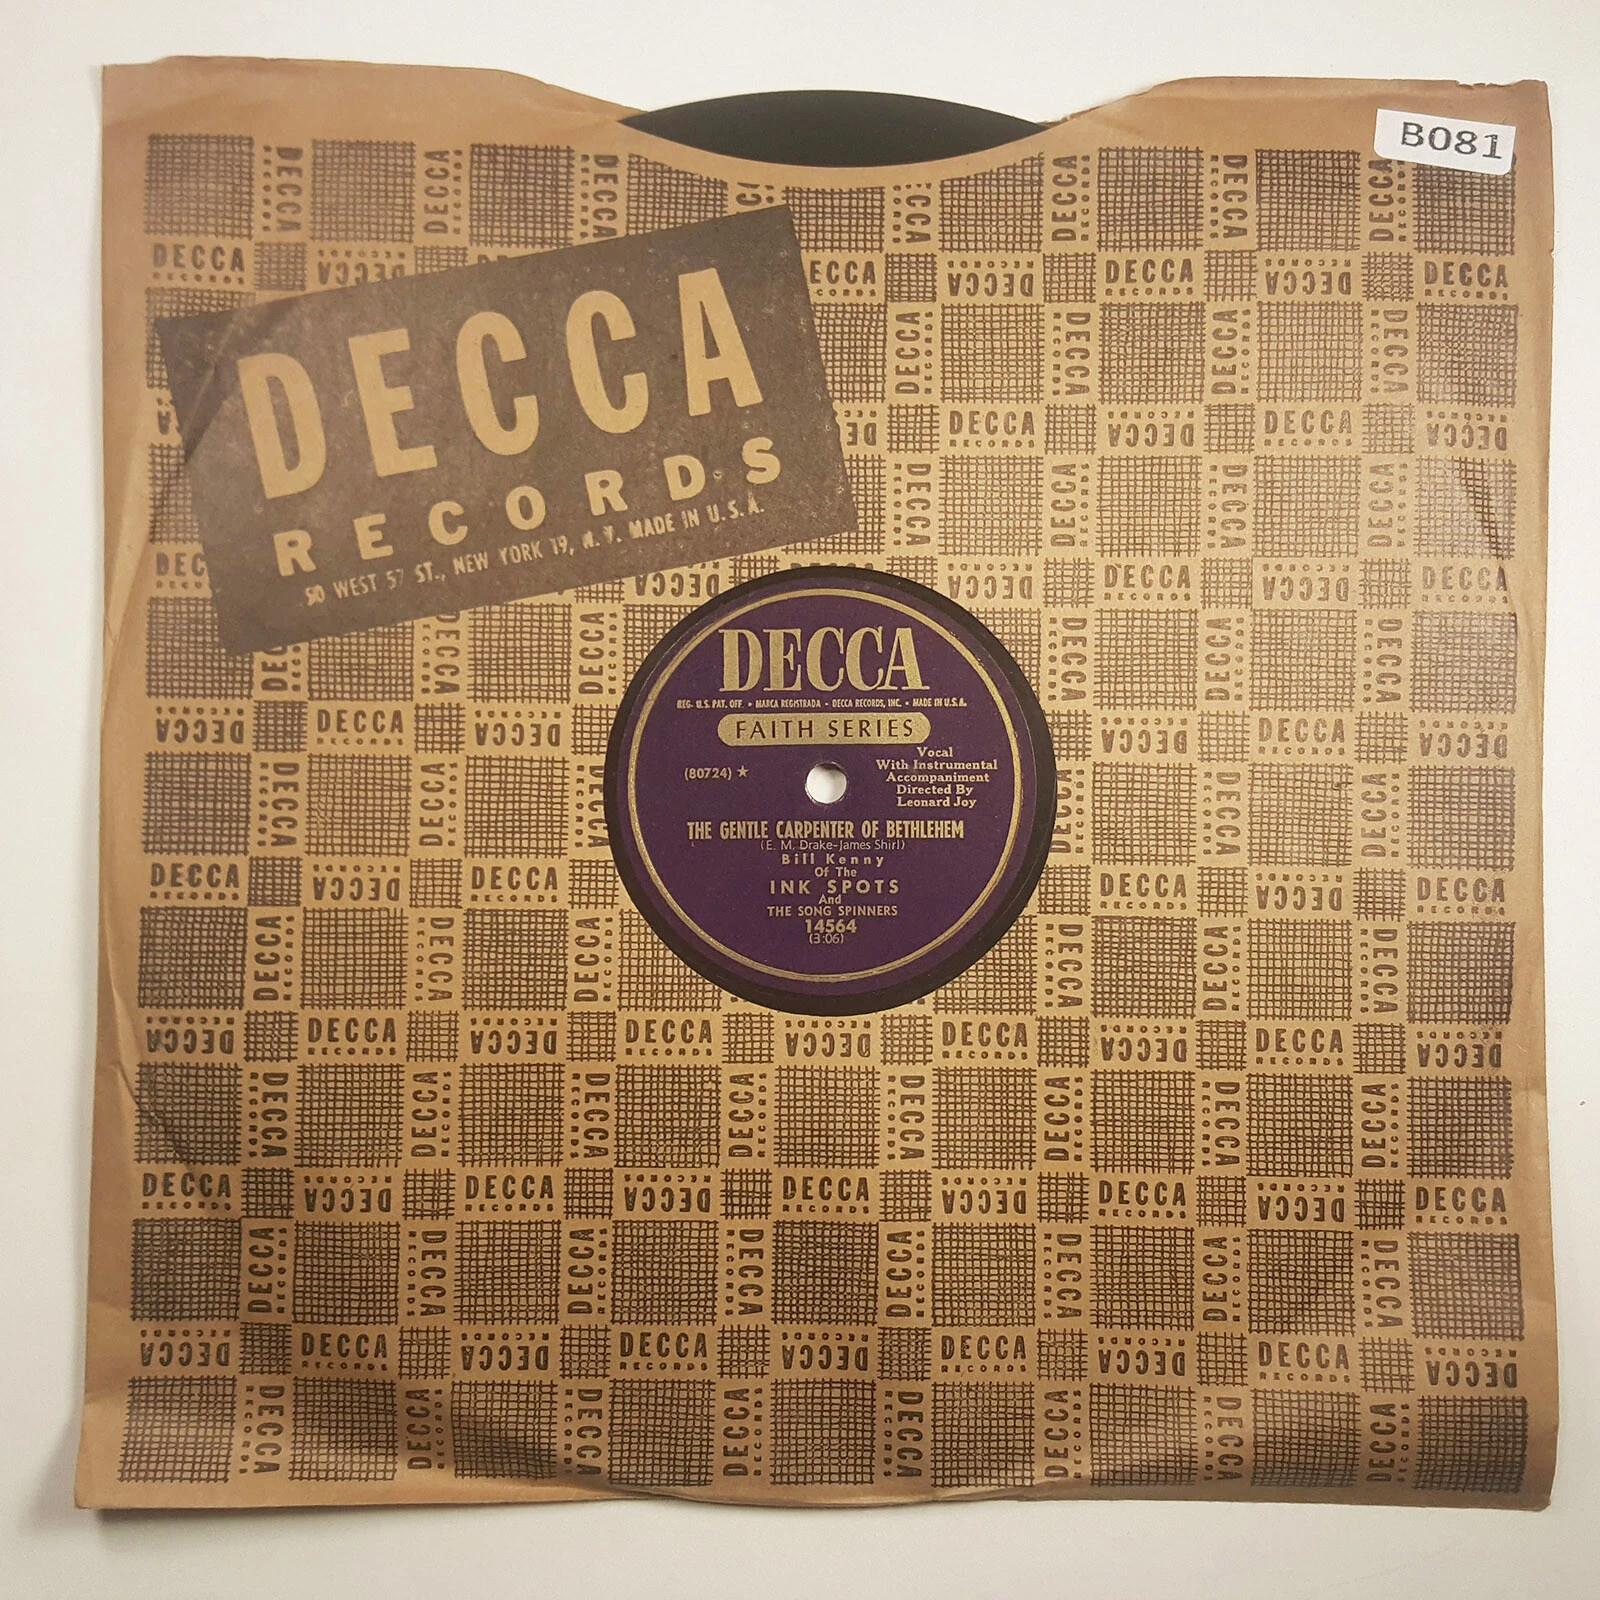 B081
DECCA
RECORDS
50 WEST 57 ST., NEW YORK 19, N. Y. MADE IN U.S.A.
DECCA
REG. U.S. PAT. OFF. • MARCA REGISTRADA • DECCA RECORDS, INC. • MADE IN U.S.A.
FAITH SERIES
(80724) ★
Vocal
With Instrumental
Accompaniment
Directed By
Leonard Joy
THE GENTLE CARPENTER OF BETHLEHEM
(E. M. Drake-James Shirl)
Bill Kenny
Of The
INK SPOTS
And
THE SONG SPINNERS
14564
(3:06)
DECCA
RECORDS